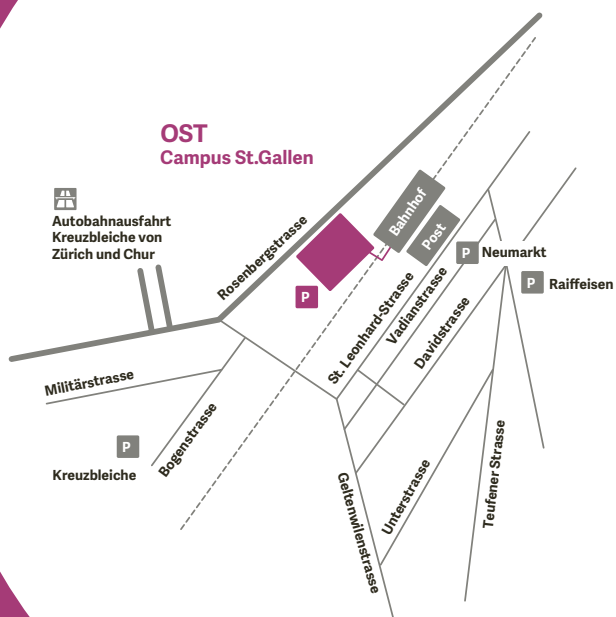 OST
Campus St.Gallen
Autobahnausfahrt
Kreuzbleiche von
Zürich und Chur
Rosenbergstrasse
Bahnhof
Post
P
P
Neumarkt
P
Raiffeisen
St. Leonhard-Strasse
Vadianstrasse
Davidstrasse
Militärstrasse
Bogenstrasse
P
Kreuzbleiche
Geltenwilenstrasse
Unterstrasse
Teufener Strasse